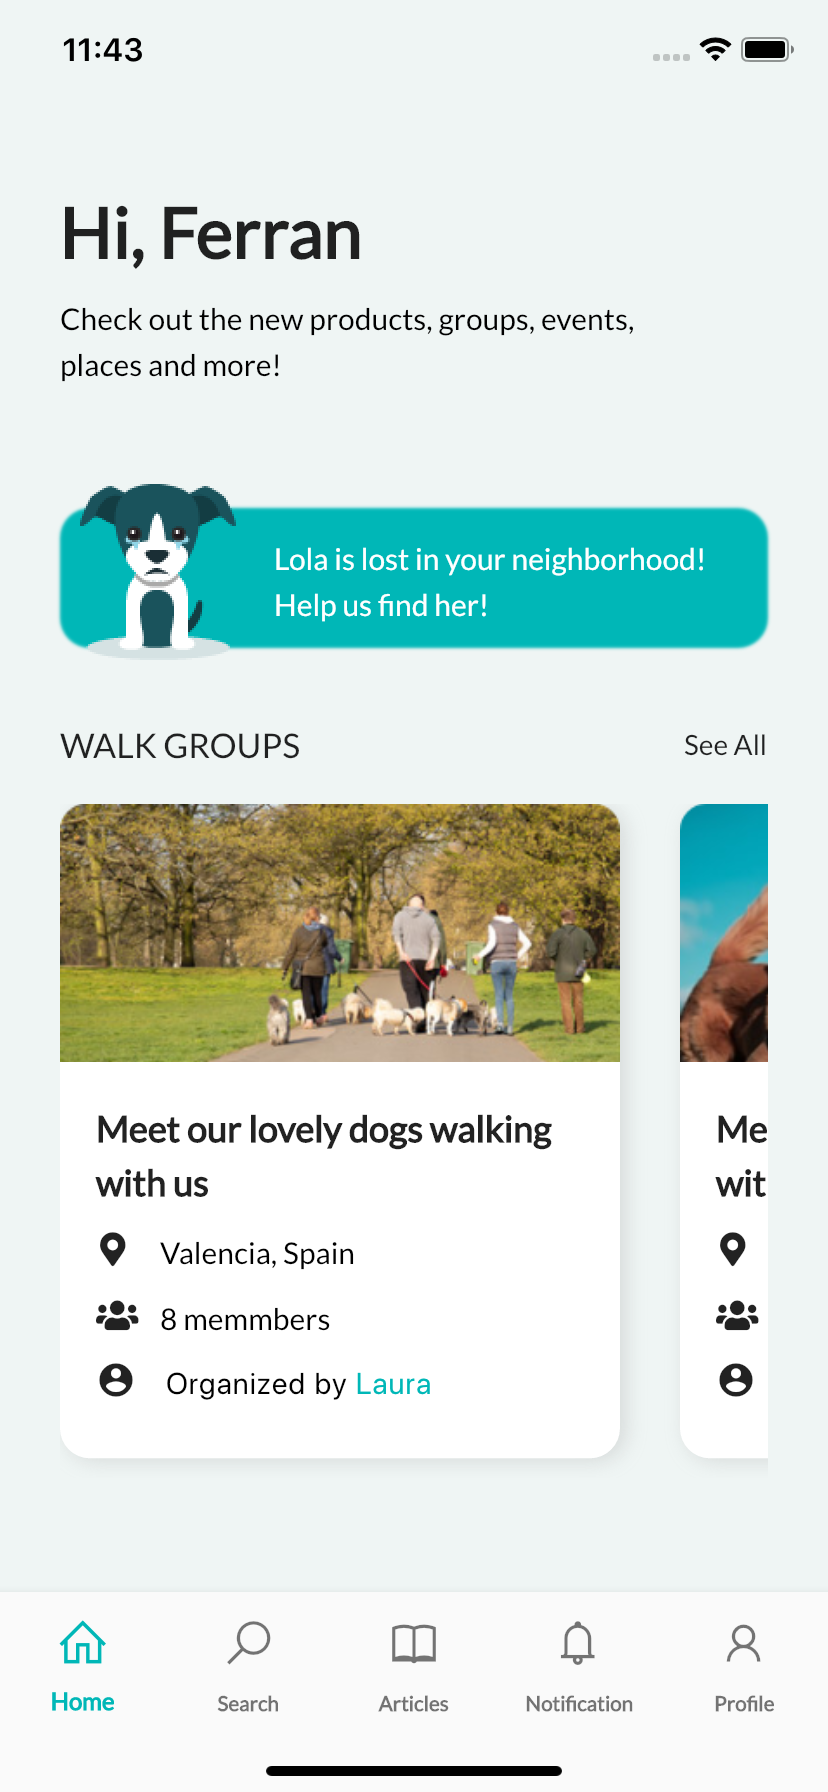 11:43
Hi, Ferran
Check out the new products, groups, events,
places and more!
Lola is lost in your neighborhood!
Help us find her!
WALK GROUPS
See All
Meet our lovely dogs walking
with us
Valencia, Spain
8 memmbers
Organized by Laura
Me
wit
Home
Search
Articles
Notification
Profile